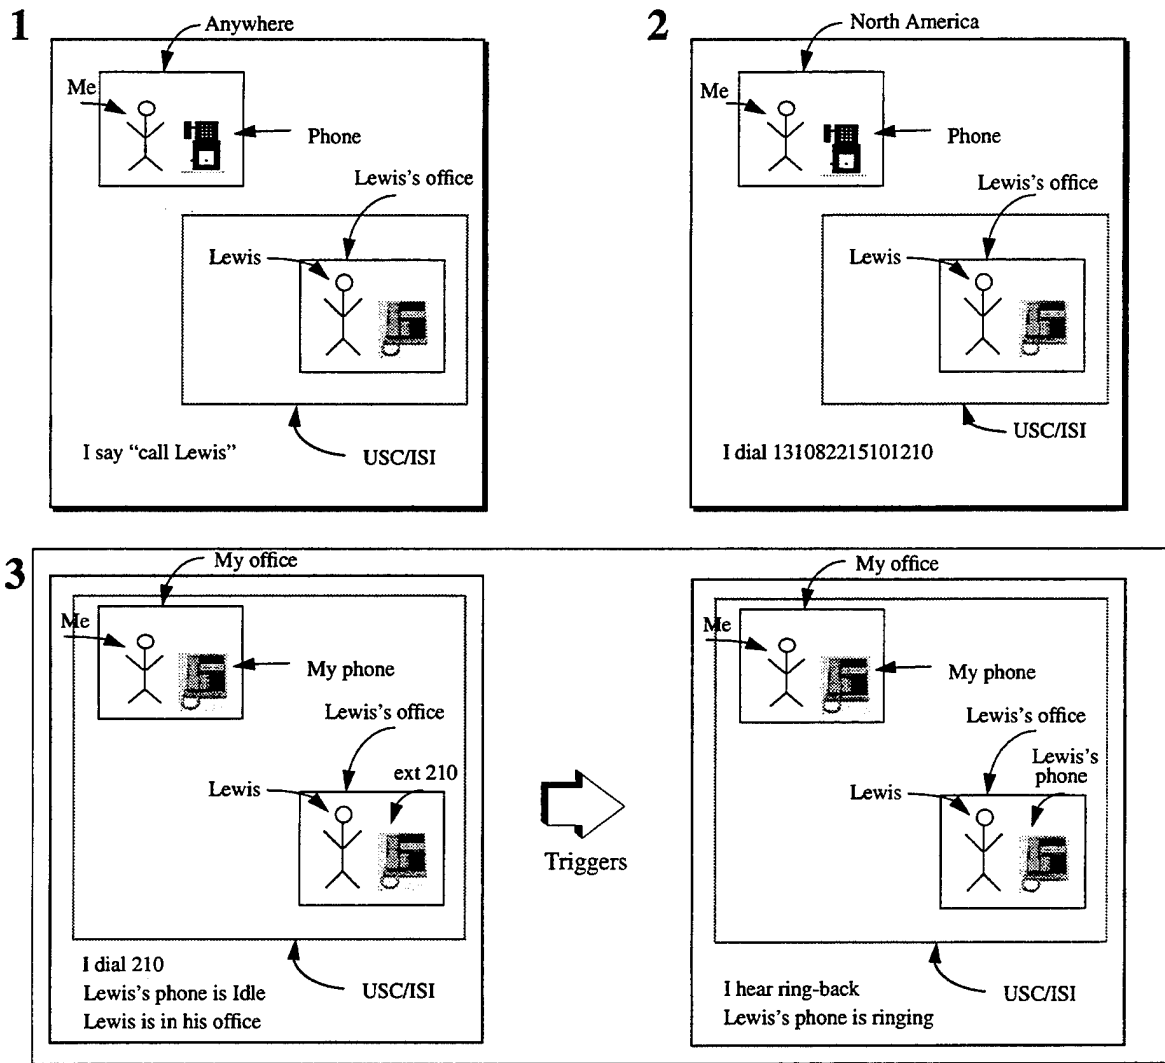 1
Anywhere
Me
Phone
Lewis's office
Lewis
I say “call Lewis”
USC/ISI
2
North America
Me
Phone
Lewis's office
Lewis
USC/ISI
I dial 131082215101210
3
My office
Me
My phone
Lewis's office
Lewis
ext 210
I dial 210
Lewis's phone is Idle
Lewis is in his office
USC/ISI
Triggers
My office
Me
My phone
Lewis's office
Lewis's
phone
Lewis
I hear ring-back
Lewis's phone is ringing
USC/ISI